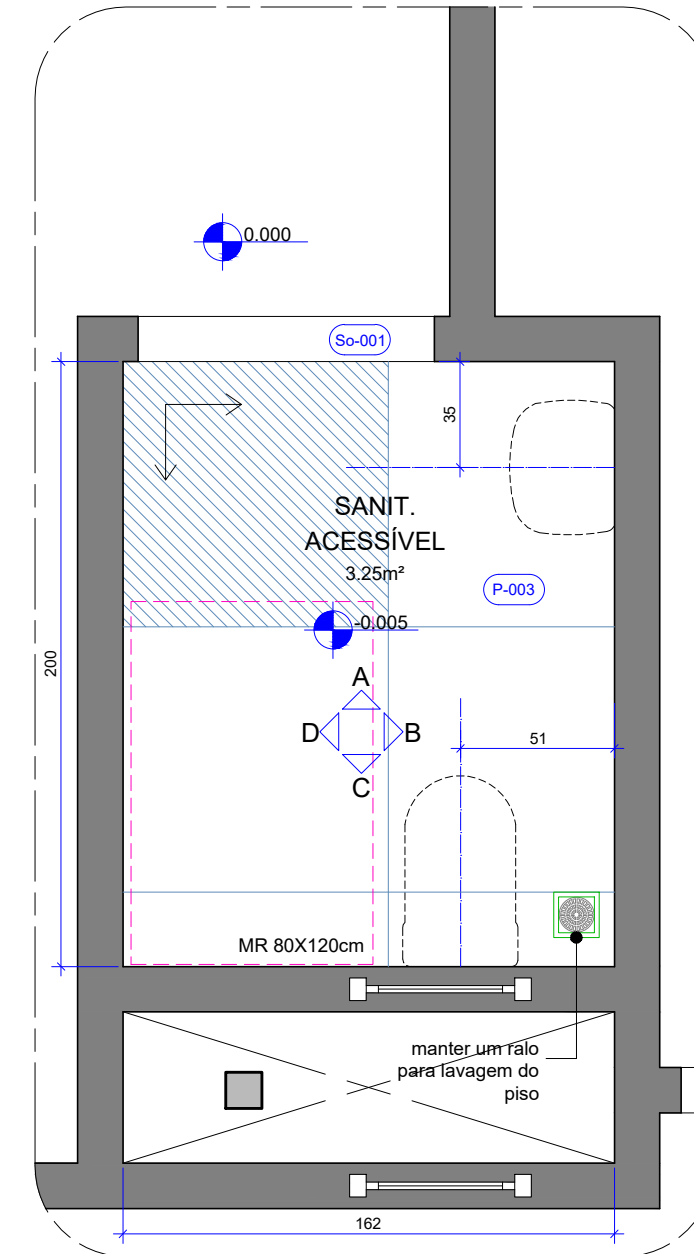 0.000
So-001
35
SANIT.
ACESSÍVEL
3.25m²
P-003
-0.005
200
A
D
B
C
51
MR 80X120cm
manter um ralo
para lavagem do
piso
162